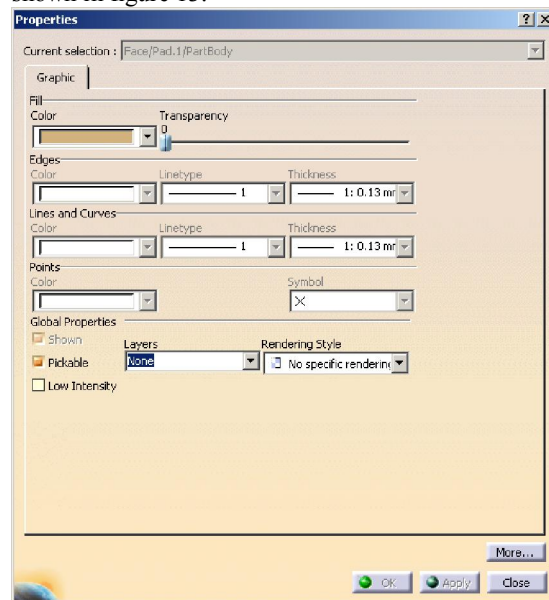 shown in figure 15.
Properties
Current selection : Face/Pad.1/PartBody
Graphic
Fill
Color Transparency
0
Edges
Color Linetype Thickness
1 1: 0.13 mr
Lines and Curves
Color Linetype Thickness
1 1: 0.13 mr
Points
Color Symbol
Global Properties
Shown Layers Rendering Style
Pickable None No specific rendering
Low Intensity
More...
OK Apply Close